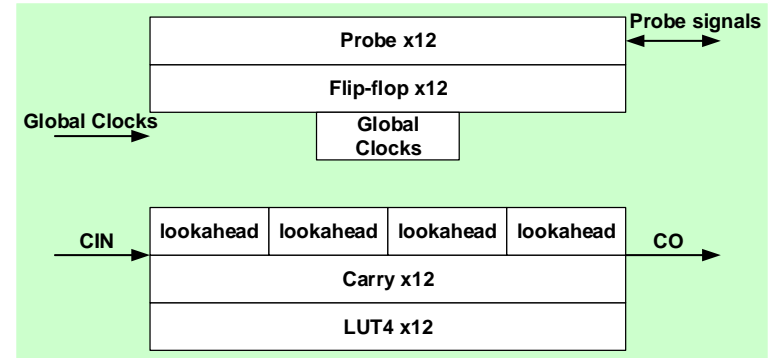 Probe x12
Probe signals
Flip-flop x12
Global Clocks
Global
Clocks
lookahead lookahead lookahead lookahead
CIN
CO
Carry x12
LUT4 x12